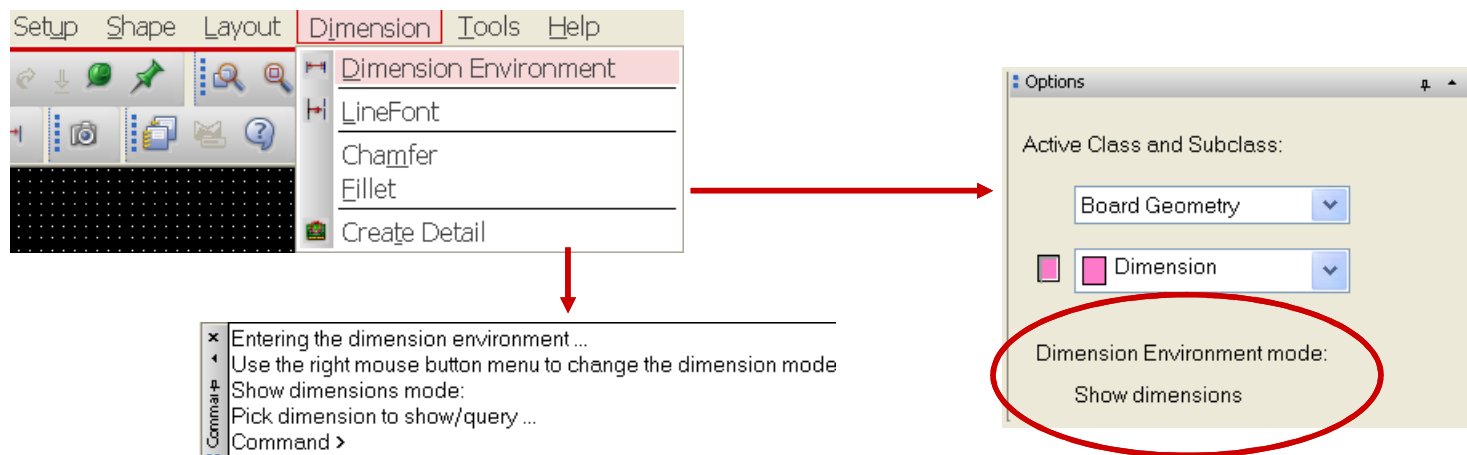 Setup Shape Layout Dimension Tools Help
Dimension Environment
LineFont
Chamfer
Fillet
Create Detail
Options
Active Class and Subclass:
Board Geometry
Dimension
Dimension Environment mode:
Show dimensions
Entering the dimension environment ...
Use the right mouse button menu to change the dimension mode
Show dimensions mode:
Pick dimension to show/query ...
Command >